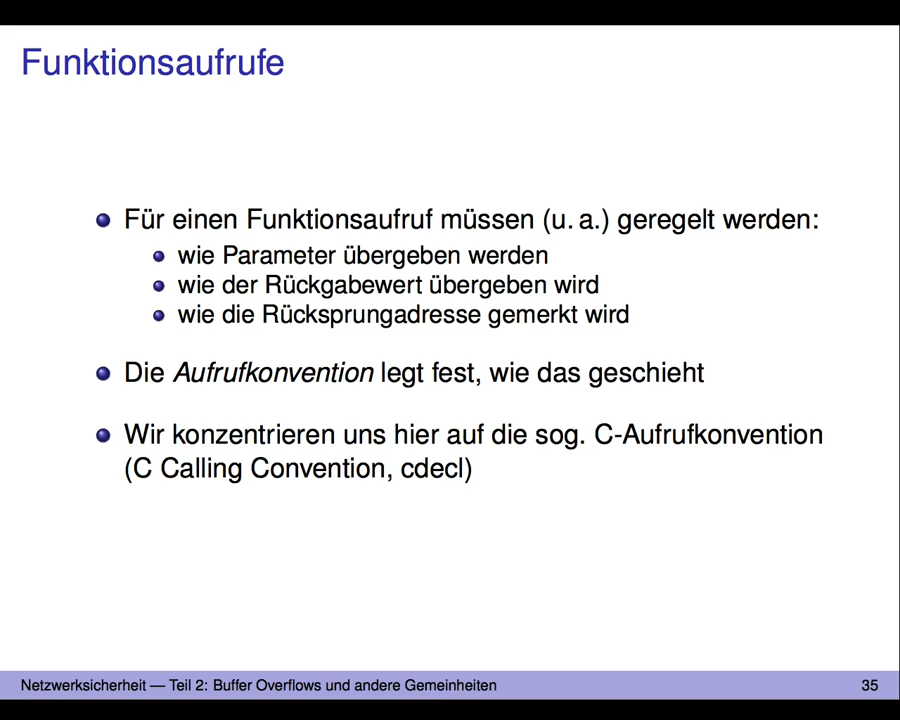 Funktionsaufrufe
Für einen Funktionsaufruf müssen (u. a.) geregelt werden:
wie Parameter übergeben werden
wie der Rückgabewert übergeben wird
wie die Rücksprungadresse gemerkt wird
Die Aufrufkonvention legt fest, wie das geschieht
Wir konzentrieren uns hier auf die sog. C-Aufrufkonvention
(C Calling Convention, cdecl)
Netzwerksicherheit — Teil 2: Buffer Overflows und andere Gemeinheiten 35